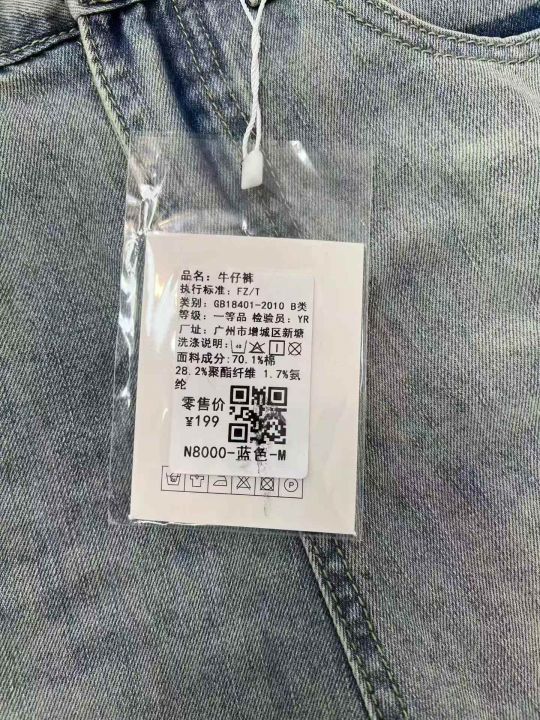 品名：牛仔裤
执行标准：FZ/T
类别：GB18401-2010 B类
等级：一等品 检验员：YR
厂址：广州市增城区新塘
洗涤说明：
面料成分:70.1%棉
28.2%聚酯纤维 1.7%氨
纶
零售价
¥199
N8000-蓝色-M
P